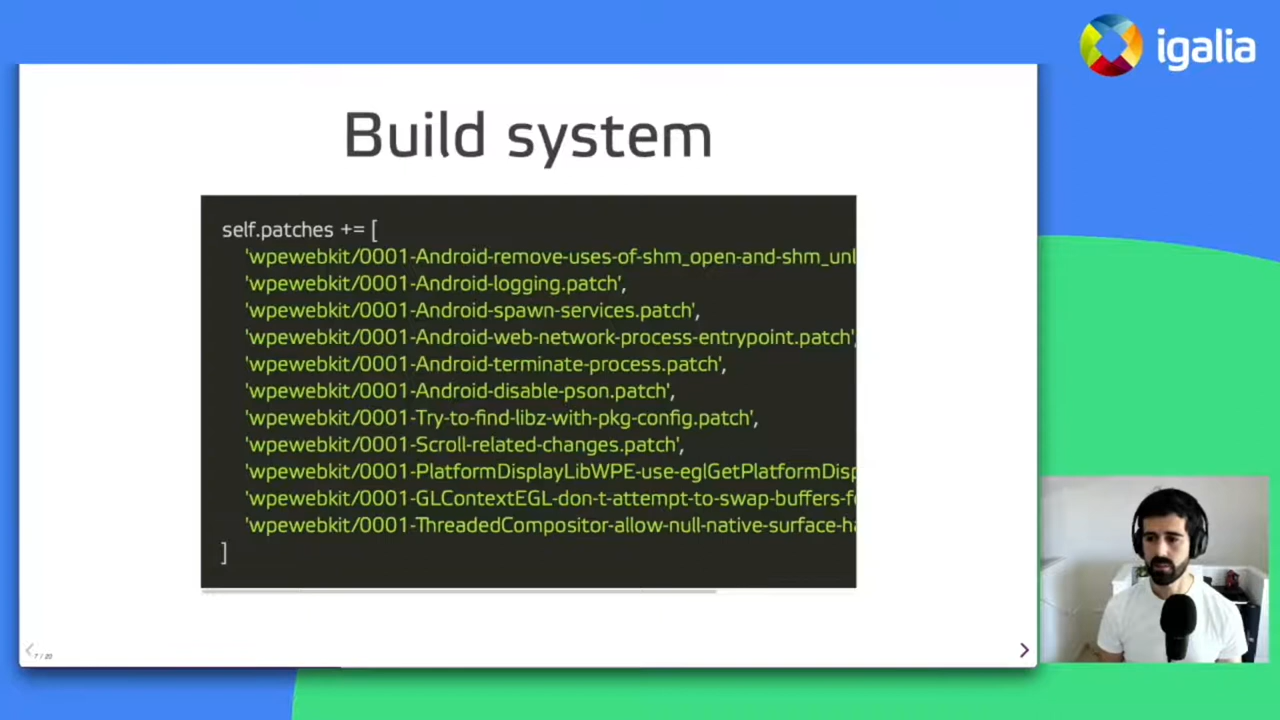 igalia
Build system
self.patches += [
'wpewebkit/0001-Android-remove-uses-of-shm_open-and-shm_unl
'wpewebkit/0001-Android-logging.patch',
'wpewebkit/0001-Android-spawn-services.patch',
'wpewebkit/0001-Android-web-network-process-entrypoint.patch',
'wpewebkit/0001-Android-terminate-process.patch',
'wpewebkit/0001-Android-disable-pson.patch',
'wpewebkit/0001-Try-to-find-libz-with-pkg-config.patch',
'wpewebkit/0001-Scroll-related-changes.patch',
'wpewebkit/0001-PlatformDisplayLibWPE-use-eglGetPlatformDisp
'wpewebkit/0001-GLContextEGL-don-t-attempt-to-swap-buffers-fo
'wpewebkit/0001-ThreadedCompositor-allow-null-native-surface-ha
]
7 / 20